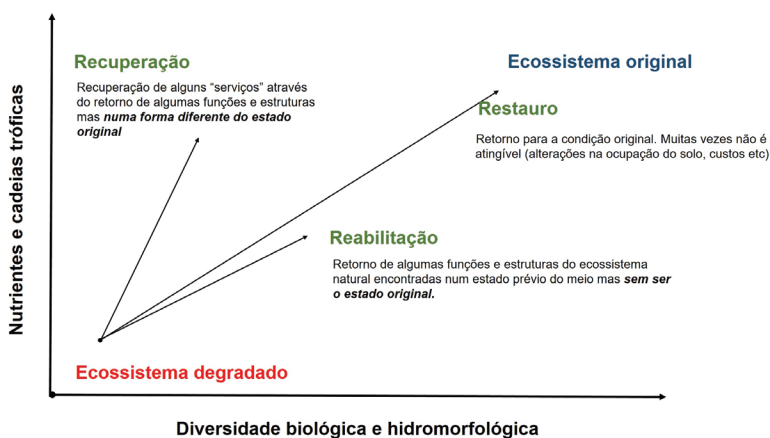 Nutrientes e cadeias tróficas
Recuperação
Recuperação de alguns “serviços” através
do retorno de algumas funções e estruturas
mas numa forma diferente do estado
original
Ecossistema original
Restauro
Retorno para a condição original. Muitas vezes não é
atingível (alterações na ocupação do solo, custos etc)
Reabilitação
Retorno de algumas funções e estruturas do ecossistema
natural encontradas num estado prévio do meio mas sem ser
o estado original.
Ecossistema degradado
Diversidade biológica e hidromorfológica